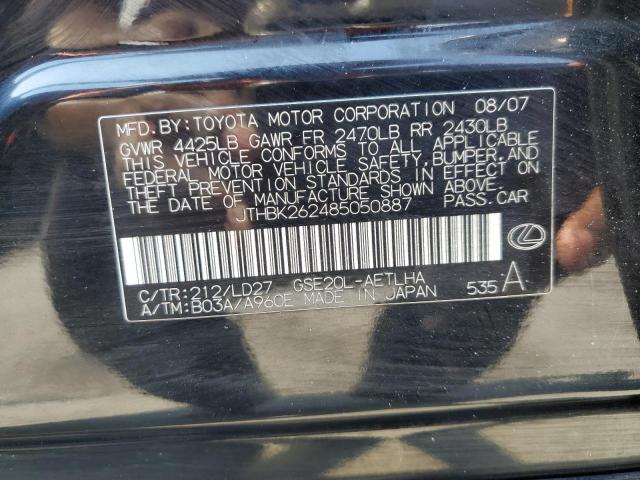 MFD.BY:TOYOTA MOTOR CORPORATION 08/07
GVWR 4425LB GAWR FR 2470LB RR 2430LB
THIS VEHICLE CONFORMS TO ALL APPLICABLE
FEDERAL MOTOR VEHICLE SAFETY,BUMPER,AND
THEFT PREVENTION STANDARDS IN EFFECT
ON THE DATE OF MANUFACTURE SHOWN ABOVE.
JTHBK262485050887 PASS.CAR
C/TR:212/LD27 GSE20L-AETLHA
A/TM:B03A/A960E MADE IN JAPAN 535 A